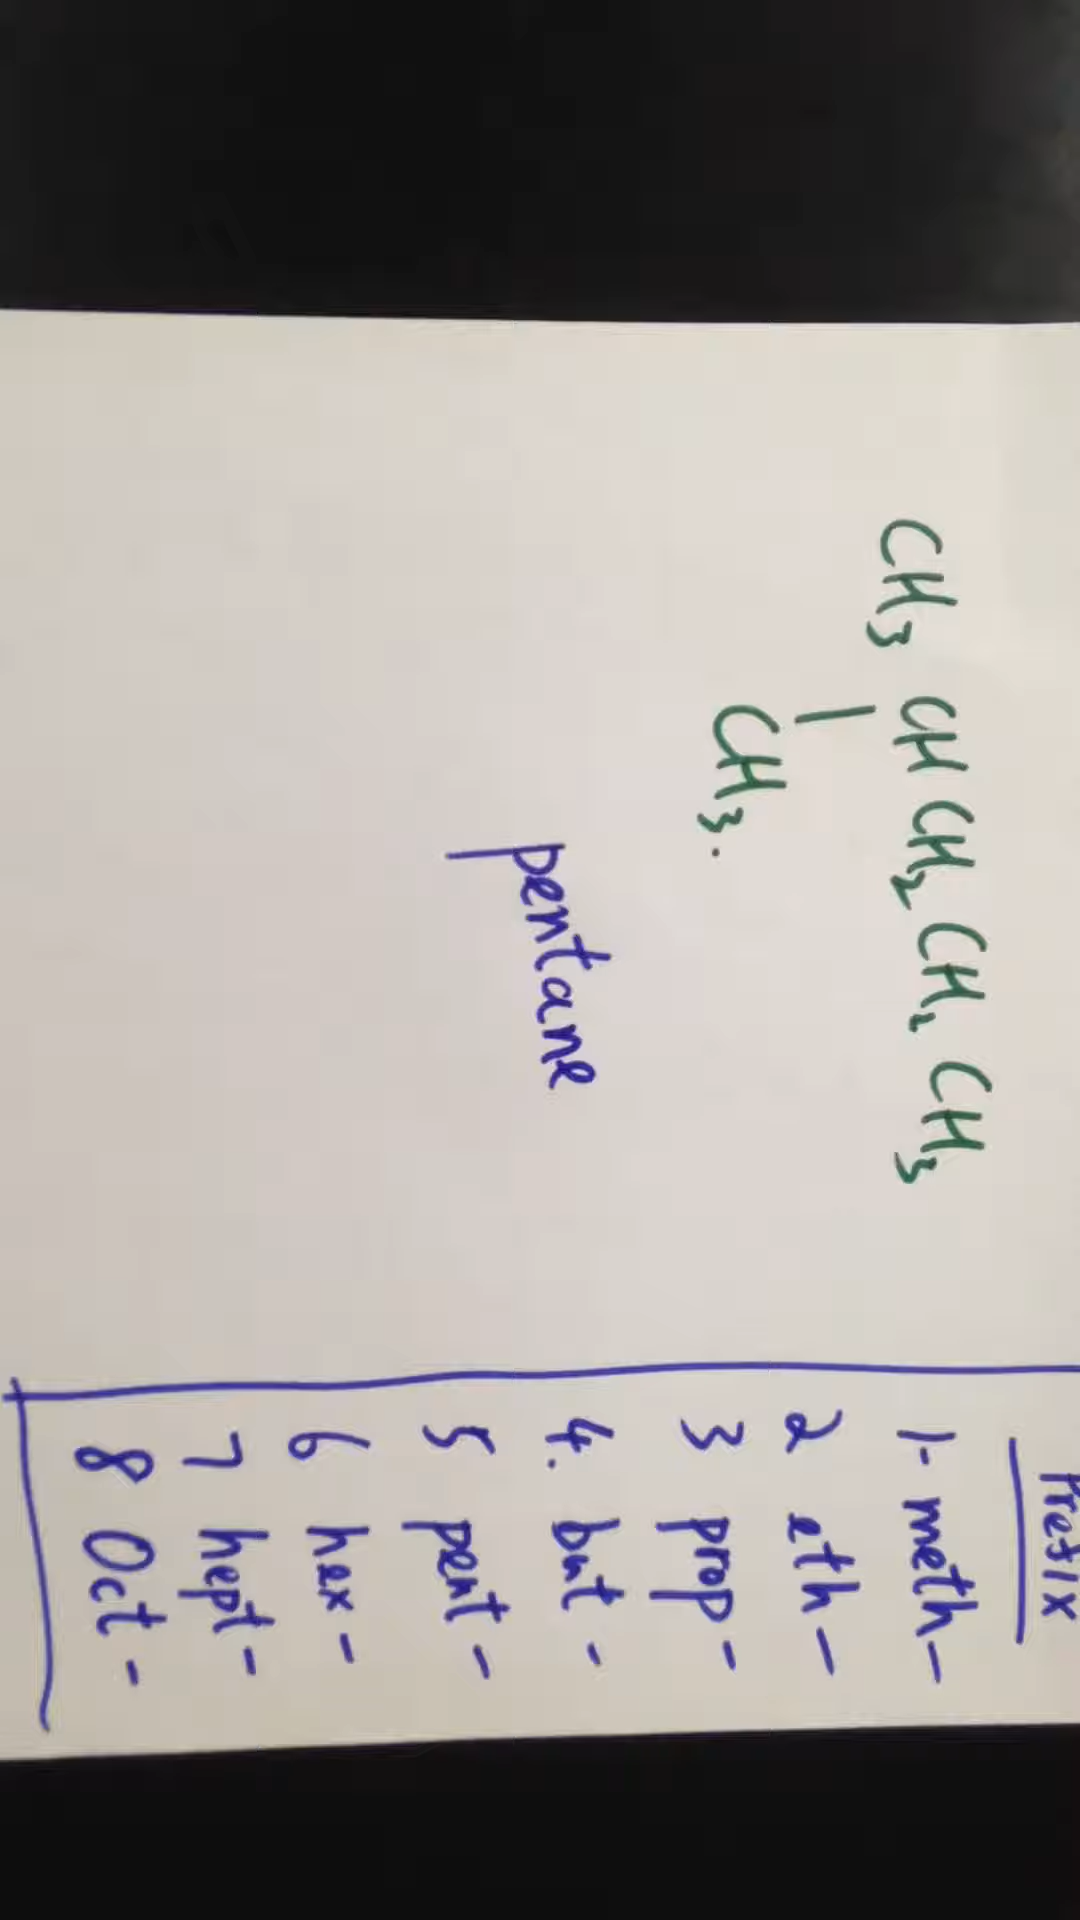 CH₃ CH CH₂ CH₂ CH₃
|
CH₃.
pentane
Prefix
1- meth-
2 eth-
3 prop-
4. but-
5 pent-
6 hex-
7 hept-
8 Oct-